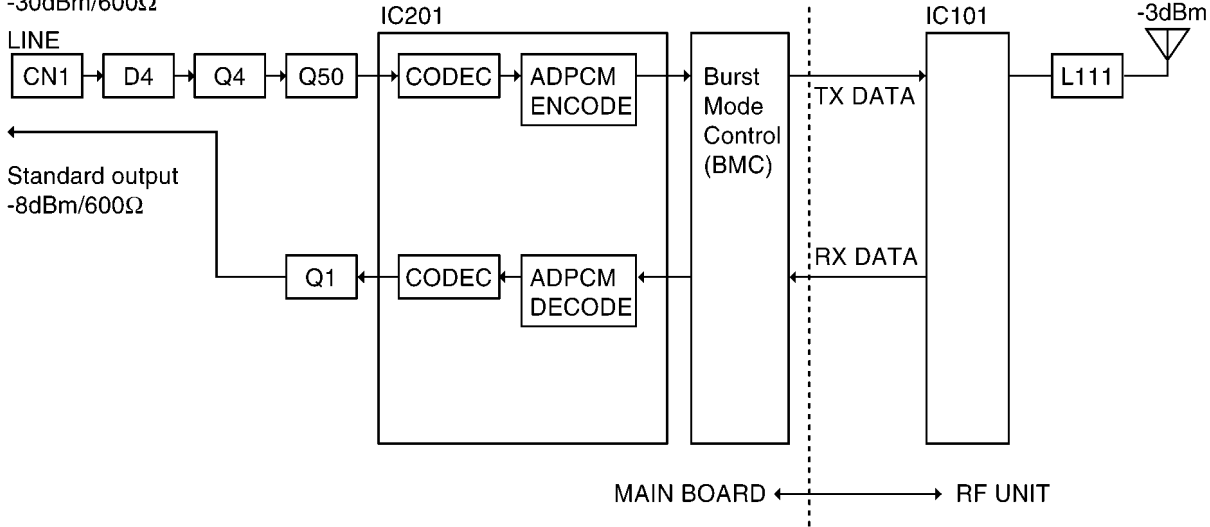 -30dBm/600Ω
IC201
IC101
-3dBm
LINE
CN1
D4
Q4
Q50
CODEC
ADPCM
ENCODE
Burst
Mode
Control
(BMC)
TX DATA
L111
Standard output
-8dBm/600Ω
Q1
CODEC
ADPCM
DECODE
RX DATA
MAIN BOARD
RF UNIT